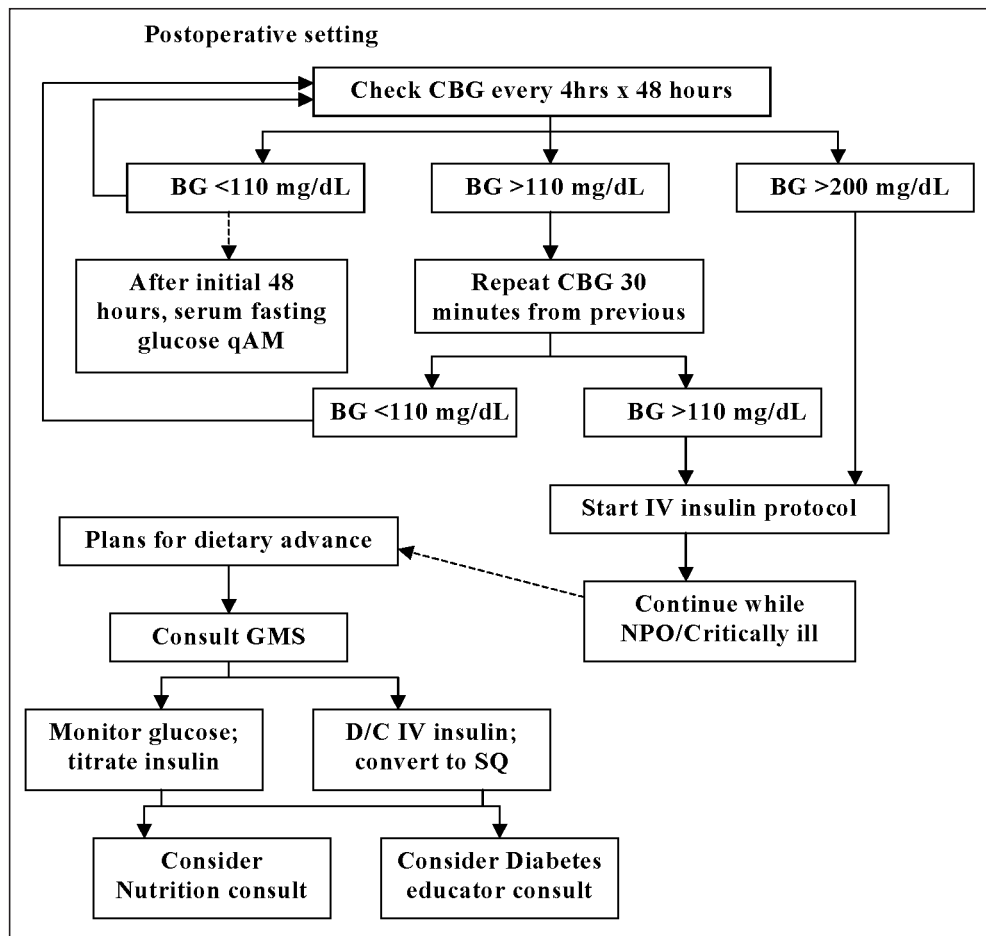 Postoperative setting
Check CBG every 4hrs x 48 hours
BG <110 mg/dL
BG >110 mg/dL
BG >200 mg/dL
After initial 48
hours, serum fasting
glucose qAM
Repeat CBG 30
minutes from previous
BG <110 mg/dL
BG >110 mg/dL
Start IV insulin protocol
Plans for dietary advance
Continue while
NPO/Critically ill
Consult GMS
Monitor glucose;
titrate insulin
D/C IV insulin;
convert to SQ
Consider
Nutrition consult
Consider Diabetes
educator consult